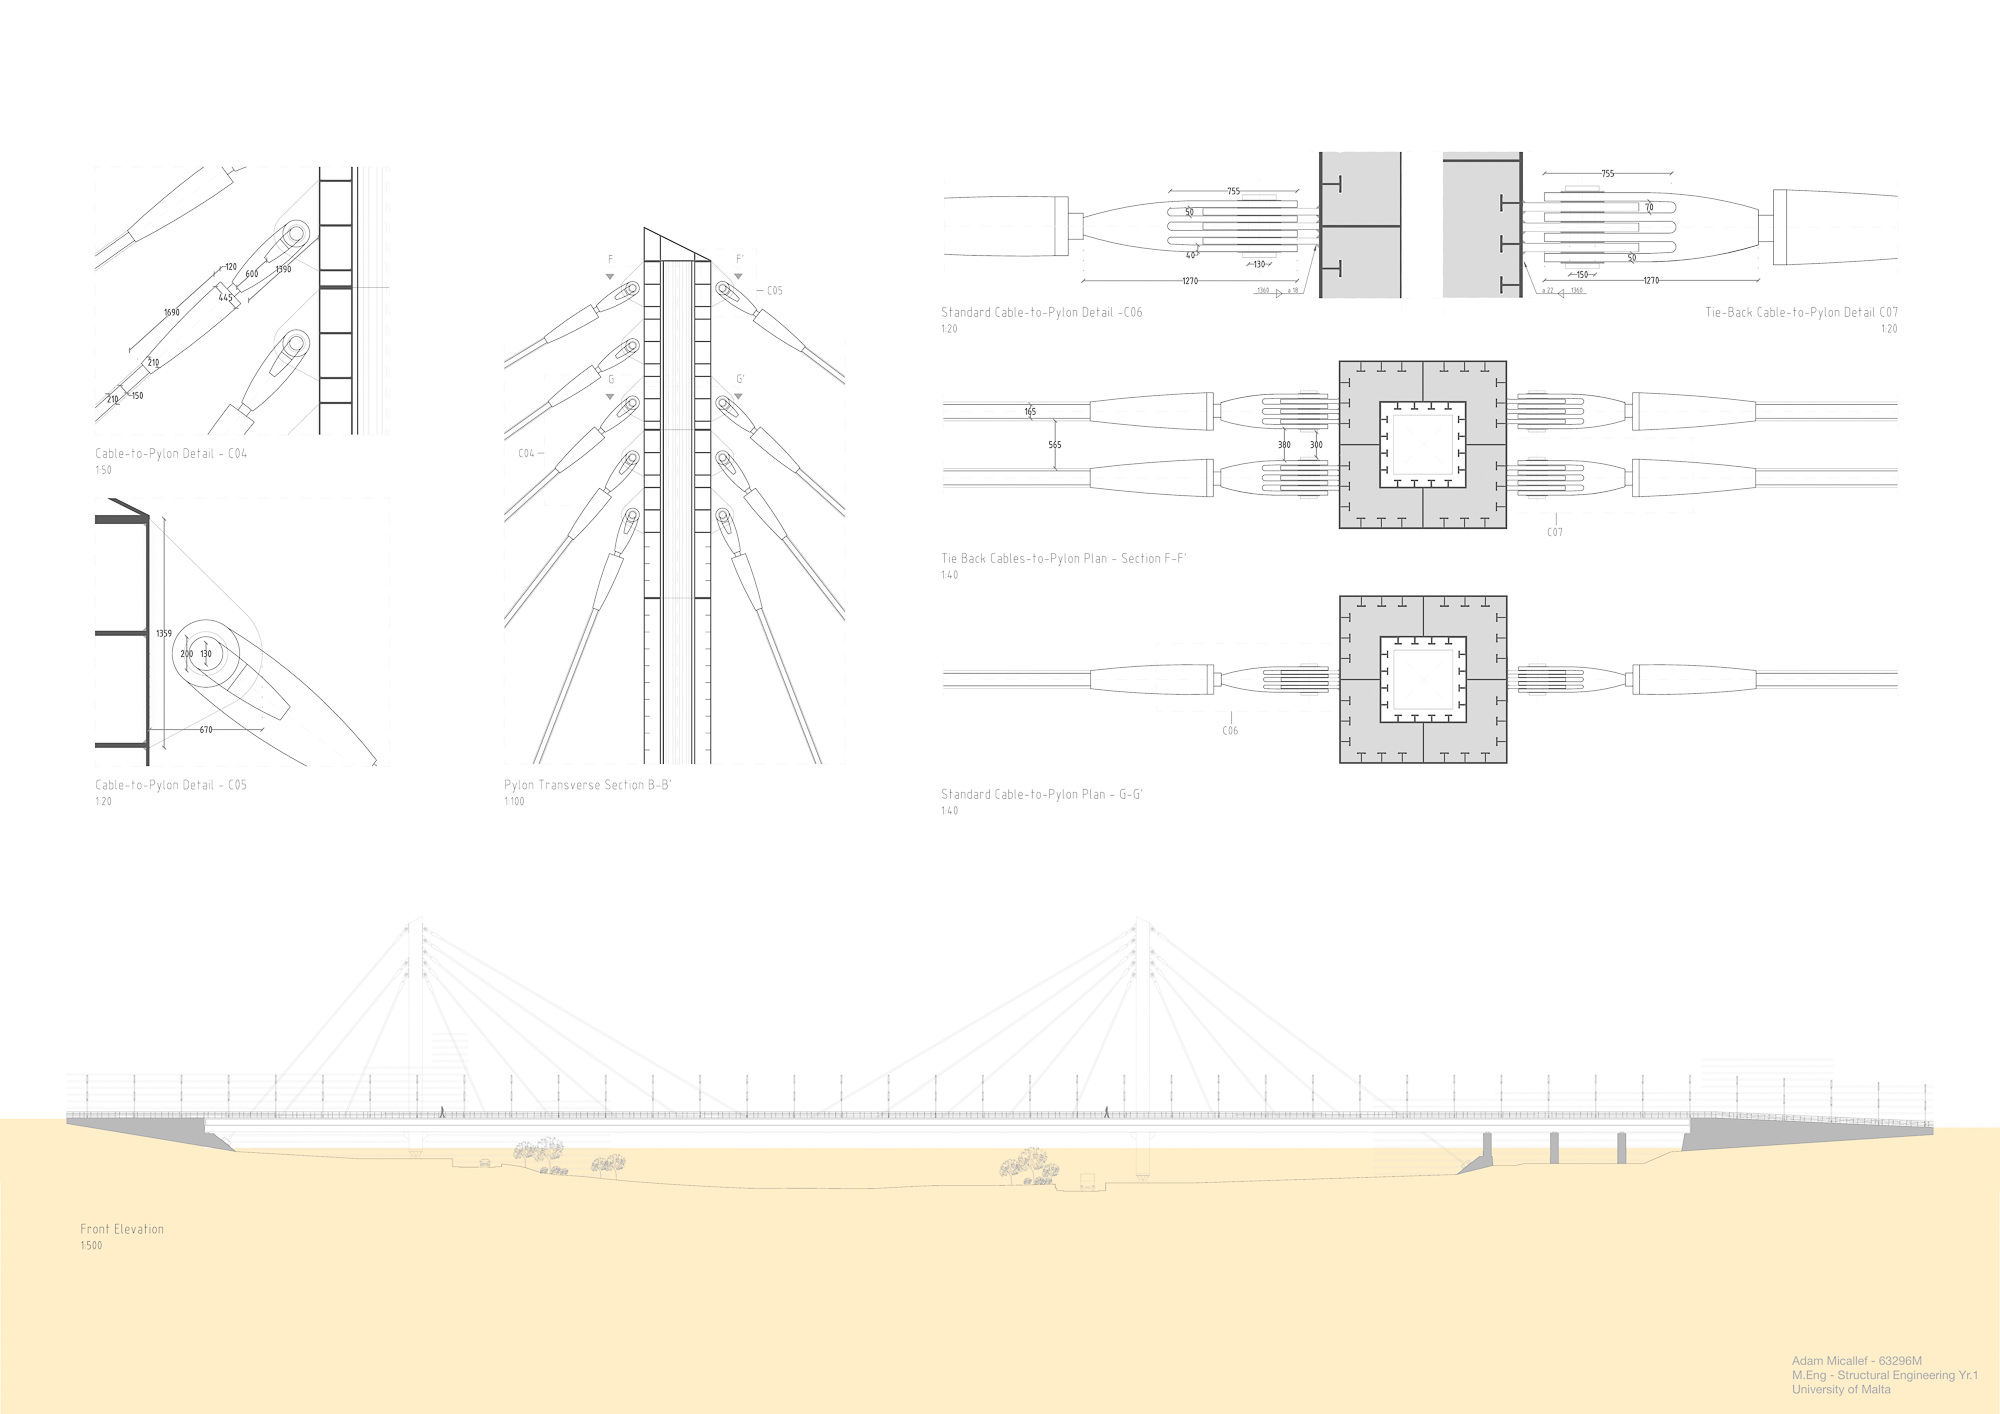 120
600
1390
445
1690
210
150
210
Cable-to-Pylon Detail - C04
1:50
1359
200
130
670
Cable-to-Pylon Detail - C05
1:20
F
F'
C05
G
G'
C04
Pylon Transverse Section B-B'
1:100
755
50
40
130
1270
1360
a 18
Standard Cable-to-Pylon Detail -C06
1:20
755
70
50
150
1270
a 22
1360
Tie-Back Cable-to-Pylon Detail C07
1:20
165
565
380
300
C07
Tie Back Cables-to-Pylon Plan - Section F-F'
1:40
C06
Standard Cable-to-Pylon Plan - G-G'
1:40
Front Elevation
1:500
Adam Micallef - 63296M
M.Eng - Structural Engineering Yr.1
University of Malta